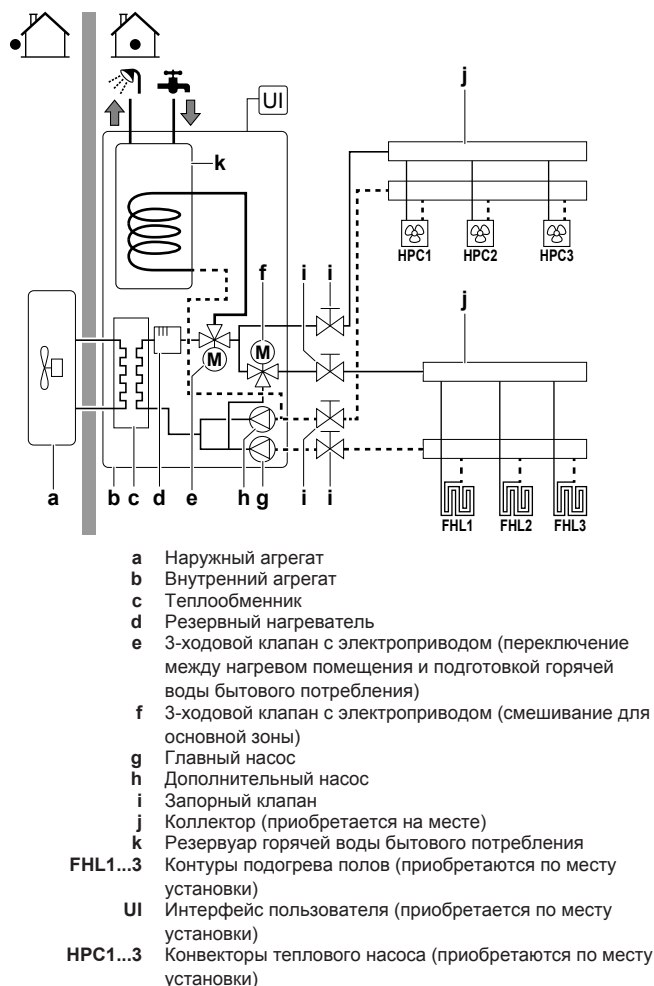 UI
j
k
HPC1 HPC2 HPC3
f i i
M
M
j
a b c d e h g i i
FHL1 FHL2 FHL3
a Наружный агрегат
b Внутренний агрегат
c Теплообменник
d Резервный нагреватель
e 3-ходовой клапан с электроприводом (переключение
между нагревом помещения и подготовкой горячей
воды бытового потребления)
f 3-ходовой клапан с электроприводом (смешивание для
основной зоны)
g Главный насос
h Дополнительный насос
i Запорный клапан
j Коллектор (приобретается на месте)
k Резервуар горячей воды бытового потребления
FHL1...3 Контуры подогрева полов (приобретаются по месту
установки)
UI Интерфейс пользователя (приобретается по месту
установки)
HPC1...3 Конвекторы теплового насоса (приобретаются по месту
установки)